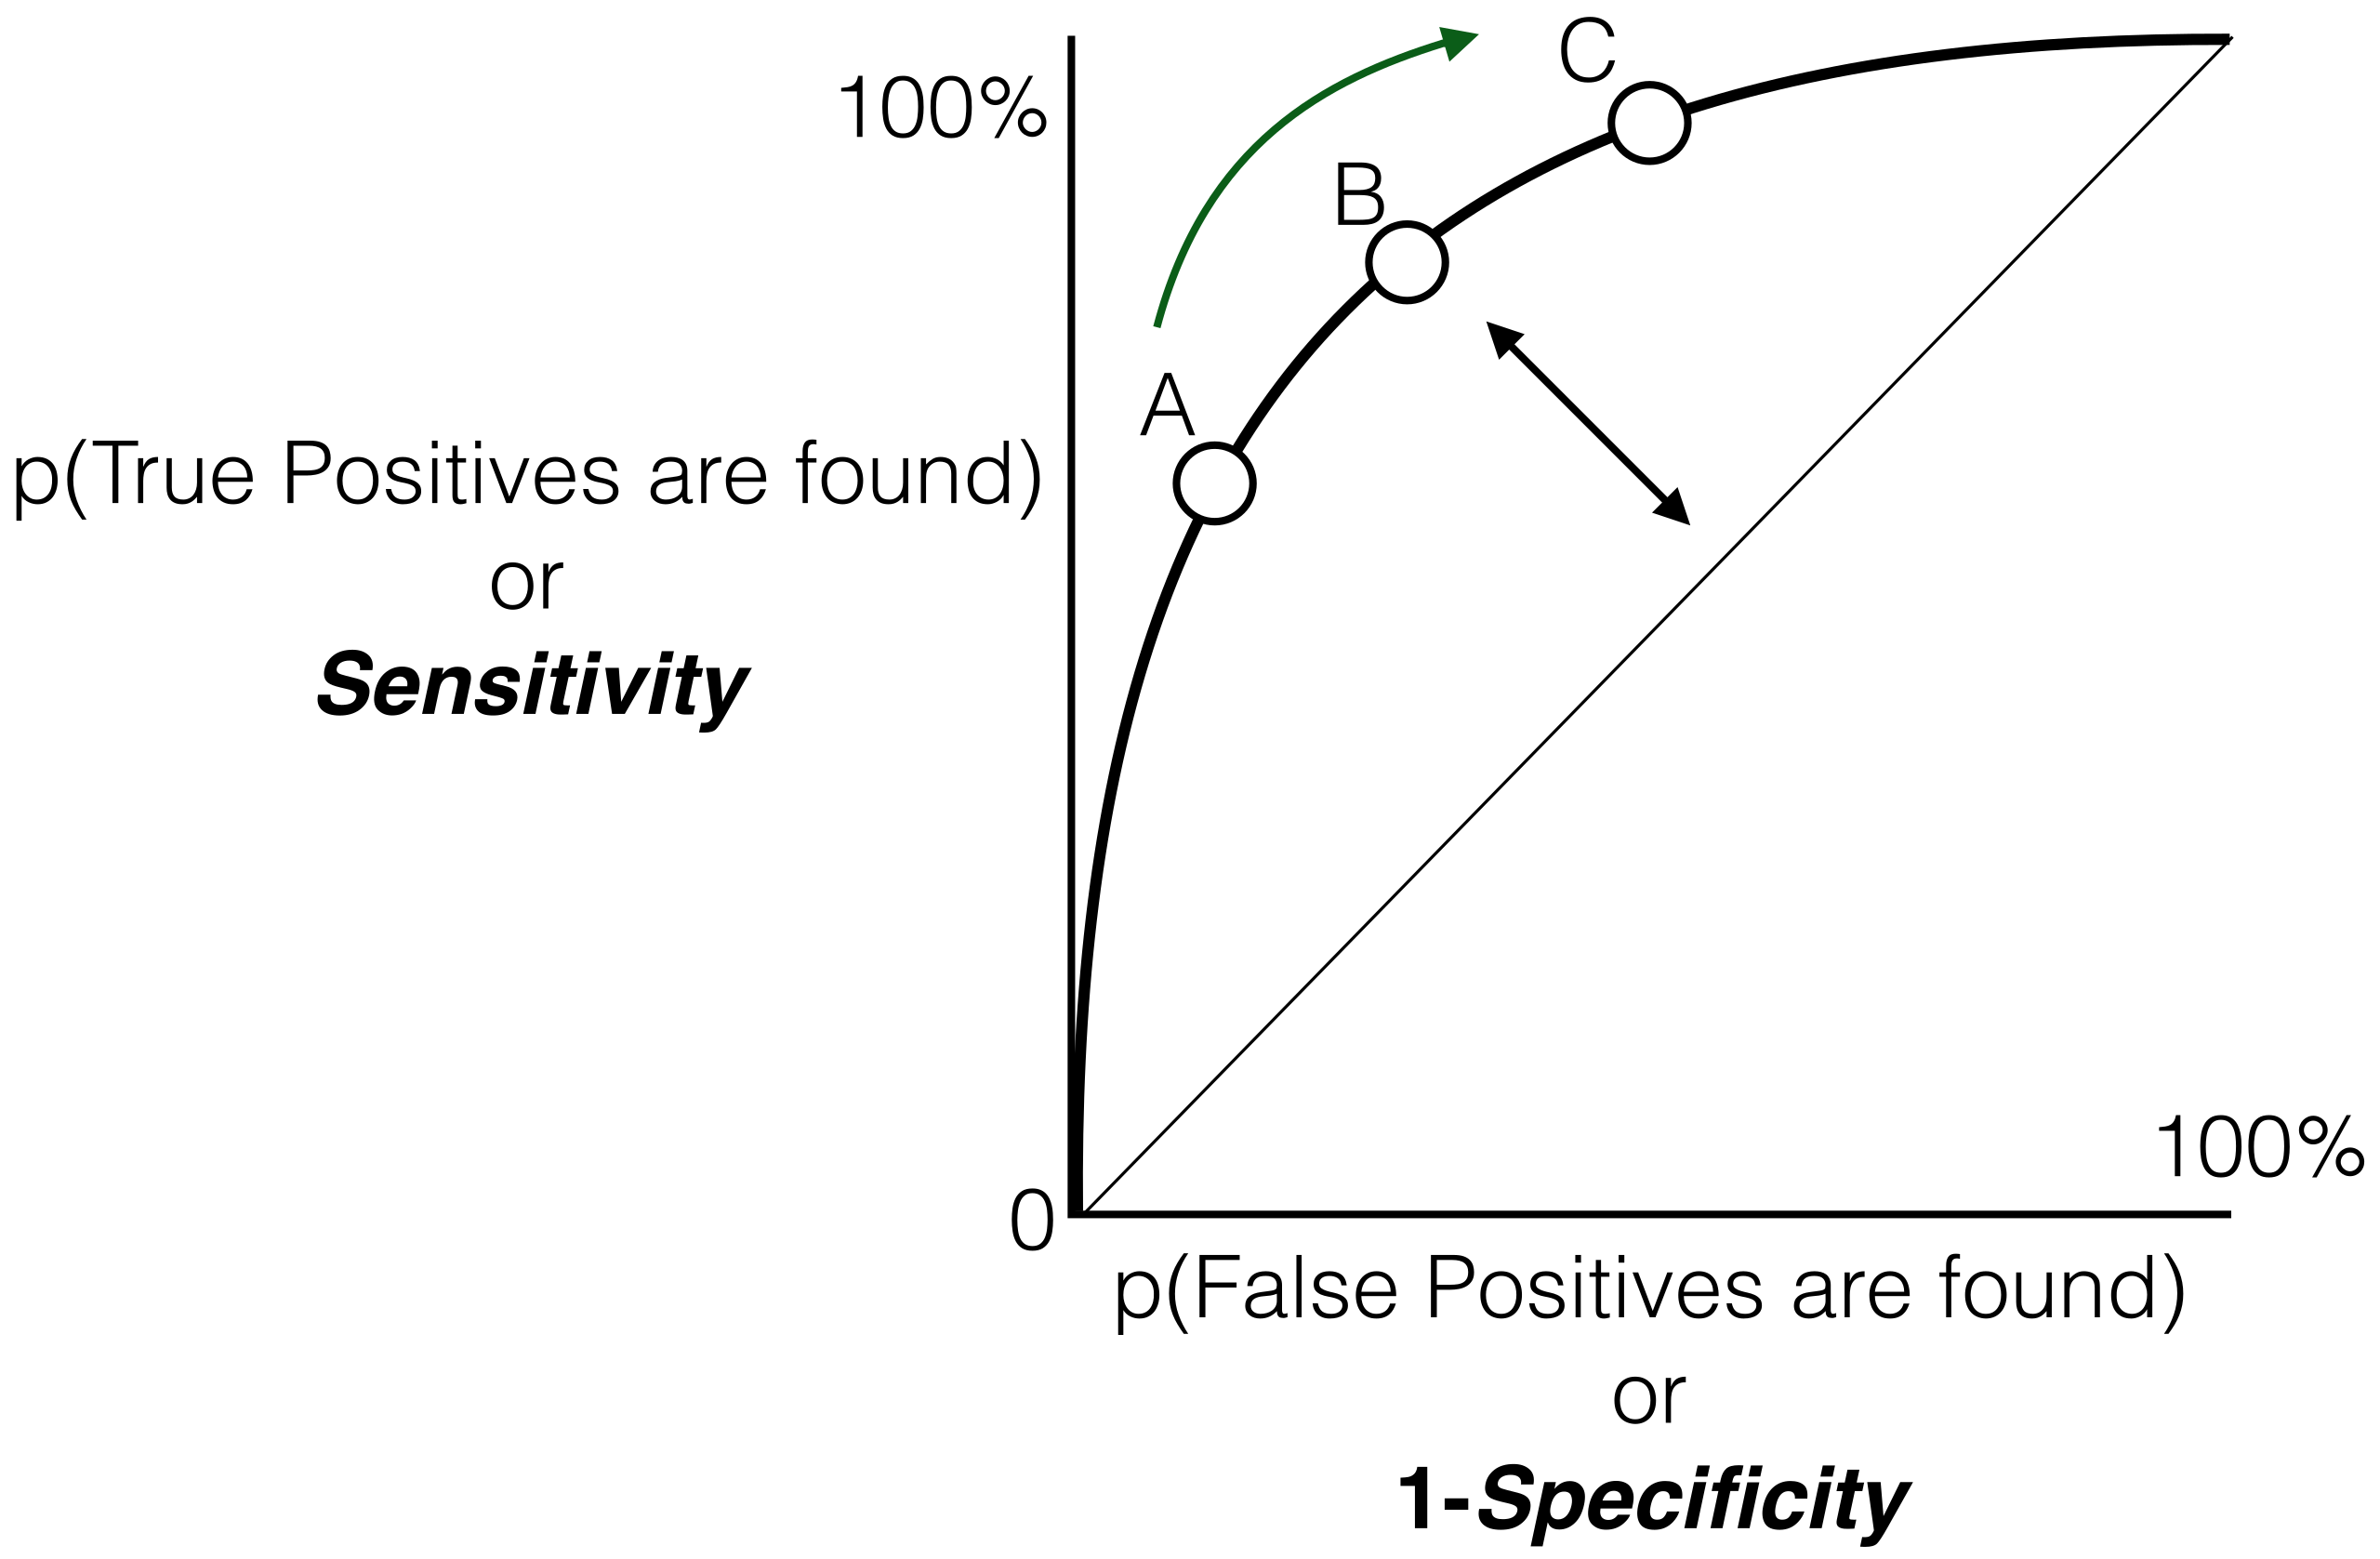 C
100%
B
A
p(True Positives are found)
or
Sensitivity
100%
0
p(False Positives are found)
or
1-Specificity